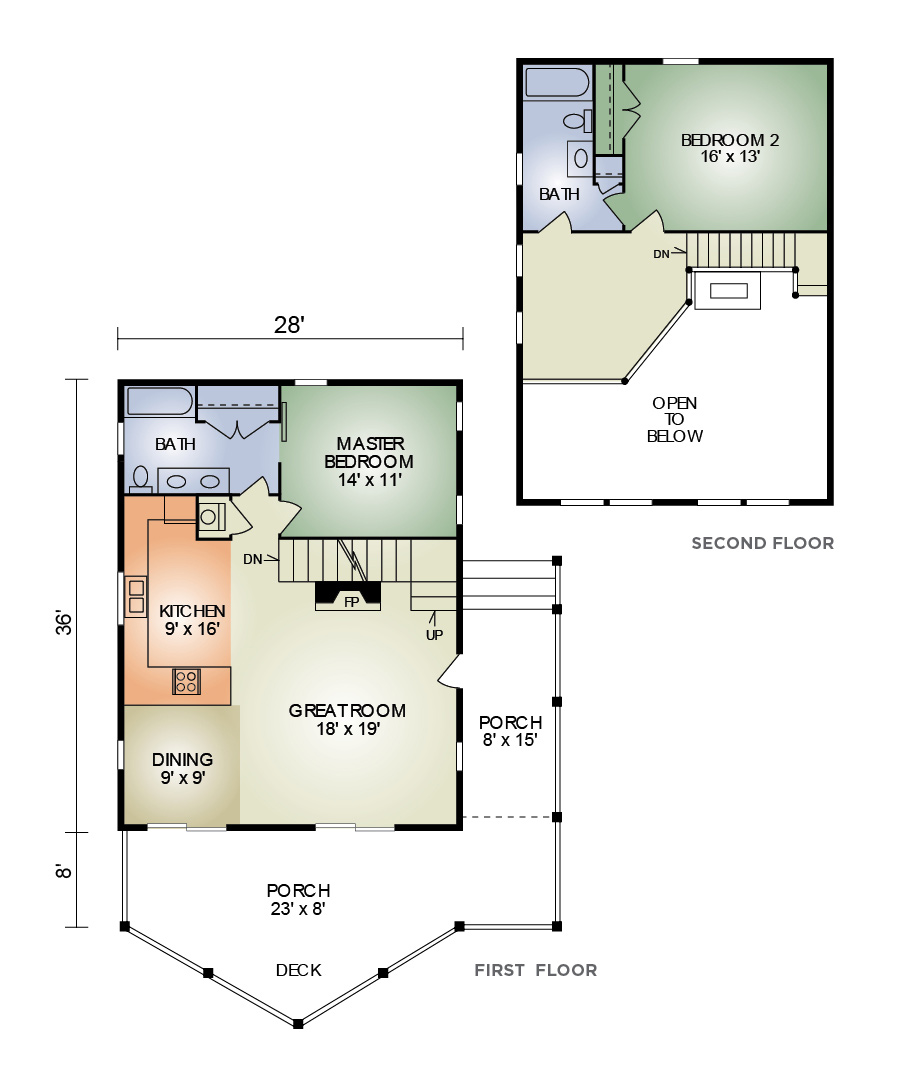 BEDROOM 2
16' x 13'
BATH
DN
OPEN
TO
BELOW
SECOND FLOOR
28'
36'
8'
BATH
MASTER
BEDROOM
14' x 11'
DN
FP
UP
KITCHEN
9' x 16'
GREATROOM
18' x 19'
PORCH
8' x 15'
DINING
9' x 9'
PORCH
23' x 8'
DECK
FIRST FLOOR